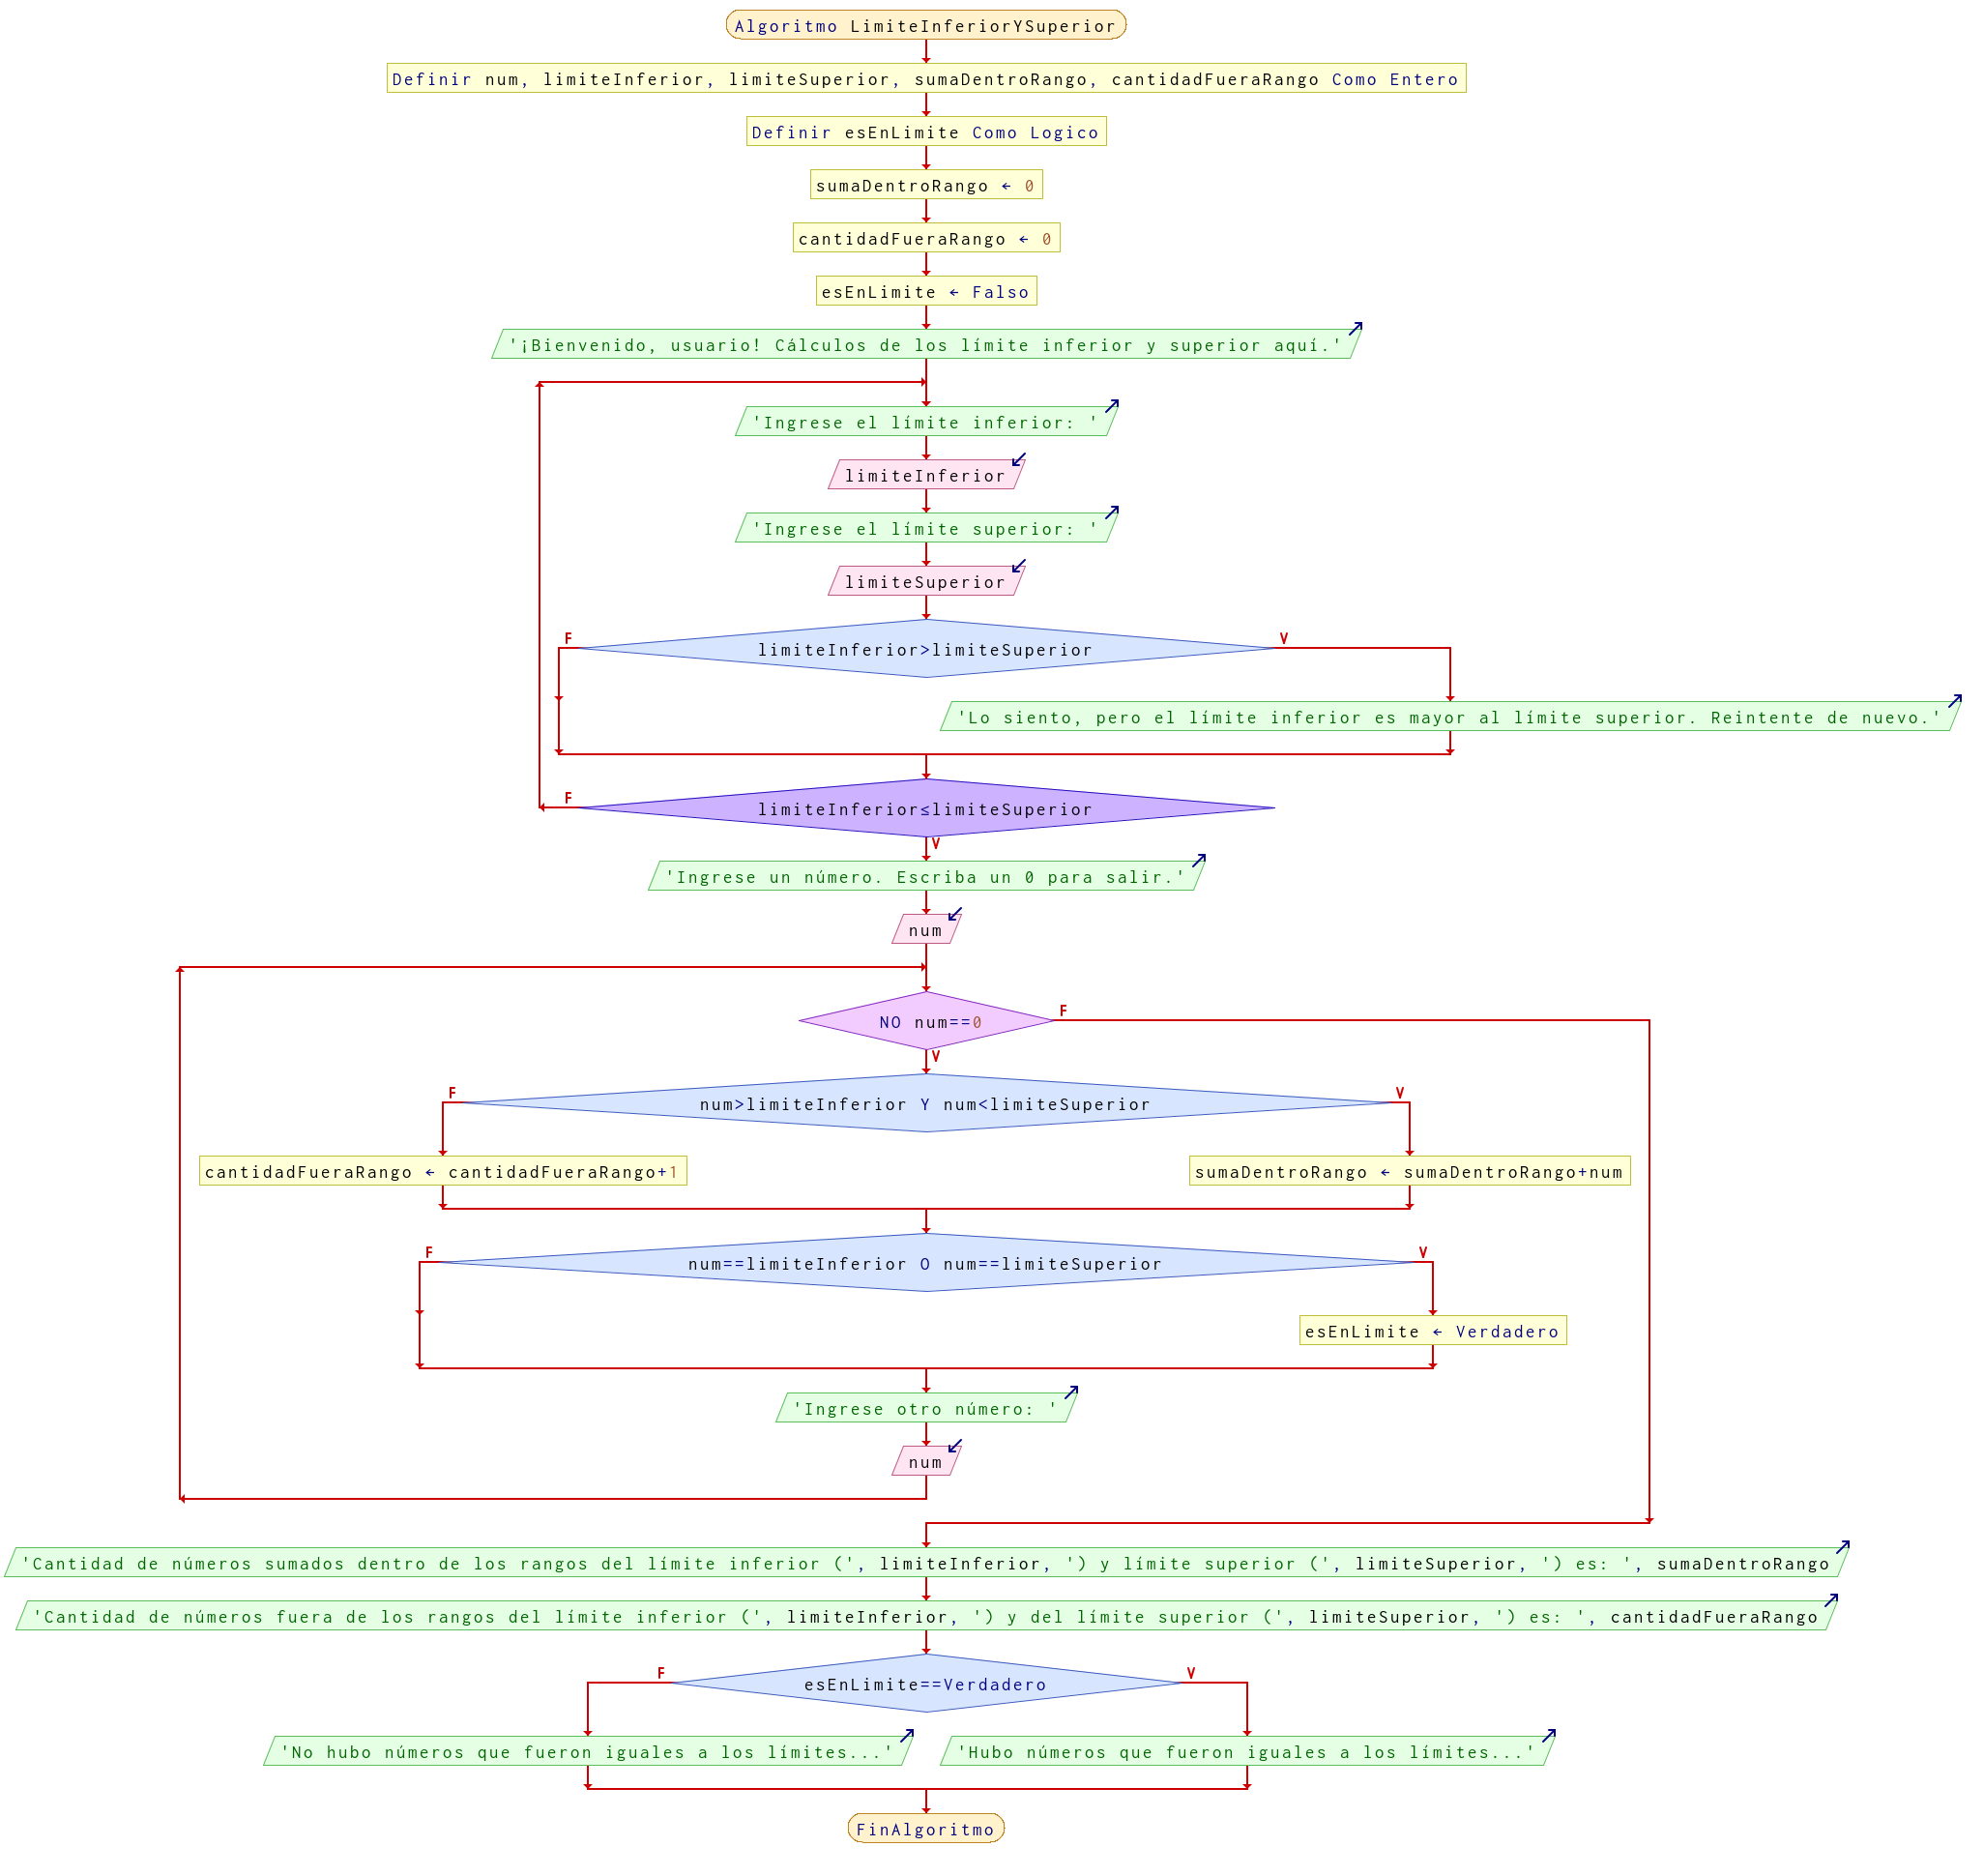 Algoritmo LimiteInferiorYSuperior
Definir num, limiteInferior, limiteSuperior, sumaDentroRango, cantidadFueraRango Como Entero
Definir esEnLimite Como Logico
sumaDentroRango ← 0
cantidadFueraRango ← 0
esEnLimite ← Falso
'¡Bienvenido, usuario! Cálculos de los límite inferior y superior aquí.'
'Ingrese el límite inferior: '
limiteInferior
'Ingrese el límite superior: '
limiteSuperior
F
V
limiteInferior>limiteSuperior
'Lo siento, pero el límite inferior es mayor al límite superior. Reintente de nuevo.'
F
limiteInferior≤limiteSuperior
V
'Ingrese un número. Escriba un 0 para salir.'
num
F
NO num==0
V
F
V
num>limiteInferior Y num<limiteSuperior
cantidadFueraRango ← cantidadFueraRango+1
sumaDentroRango ← sumaDentroRango+num
F
V
num==limiteInferior O num==limiteSuperior
esEnLimite ← Verdadero
'Ingrese otro número: '
num
'Cantidad de números sumados dentro de los rangos del límite inferior (', limiteInferior, ') y límite superior (', limiteSuperior, ') es: ', sumaDentroRango
'Cantidad de números fuera de los rangos del límite inferior (', limiteInferior, ') y del límite superior (', limiteSuperior, ') es: ', cantidadFueraRango
F
V
esEnLimite==Verdadero
'No hubo números que fueron iguales a los límites...'
'Hubo números que fueron iguales a los límites...'
FinAlgoritmo